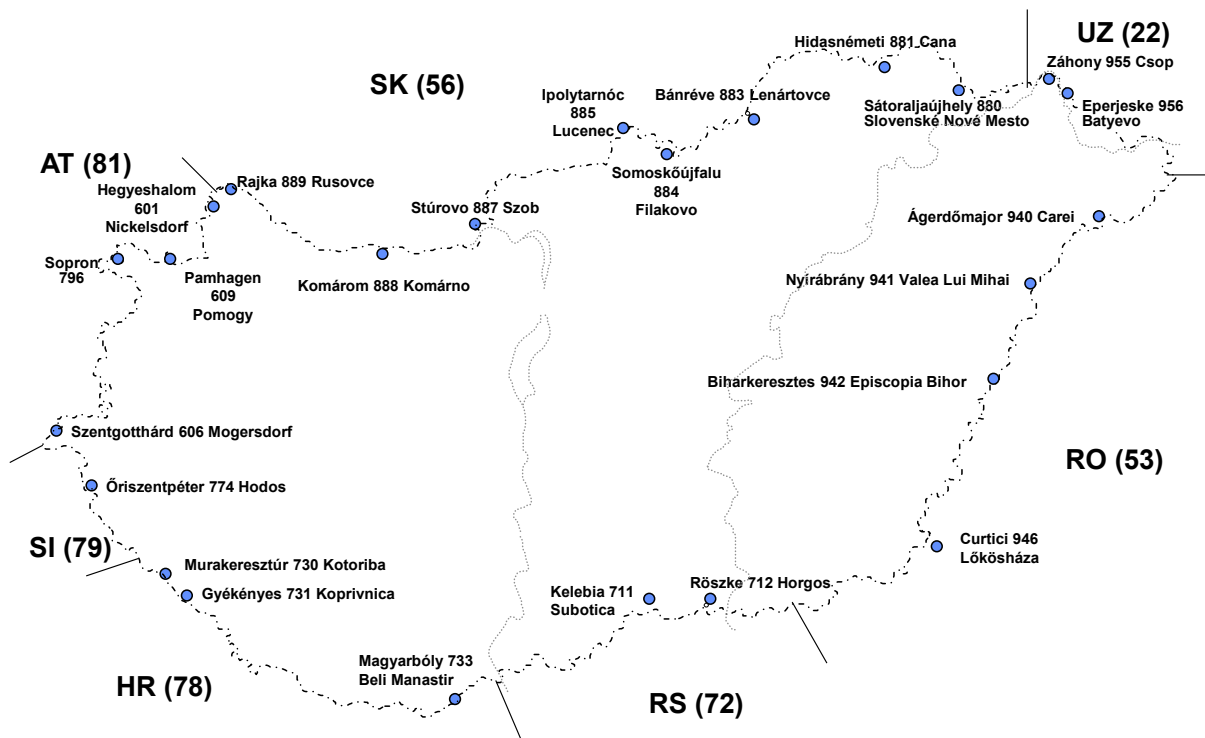 UZ (22)
Hidasnémeti 881 Cana
Záhony 955 Csop
SK (56)
Ipolytarnóc
885
Lucenec
Bánréve 883 Lenártovce
Sátoraljaújhely 880
Slovenské Nové Mesto
Eperjeske 956
Batyevo
AT (81)
Somoskőújfalu
884
Filakovo
Hegyeshalom
601
Nickelsdorf
Rajka 889 Rusovce
Stúrovo 887 Szob
Ágerdőmajor 940 Carei
Sopron
796
Pamhagen
609
Pomogy
Komárom 888 Komárno
Nyírábrány 941 Valea Lui Mihai
Biharkeresztes 942 Episcopia Bihor
Szentgotthárd 606 Mogersdorf
RO (53)
Őriszentpéter 774 Hodos
SI (79)
Curtici 946
Lőkösháza
Murakeresztúr 730 Kotoriba
Gyékényes 731 Koprivnica
Kelebia 711
Subotica
Röszke 712 Horgos
Magyarbóly 733
Beli Manastir
HR (78)
RS (72)